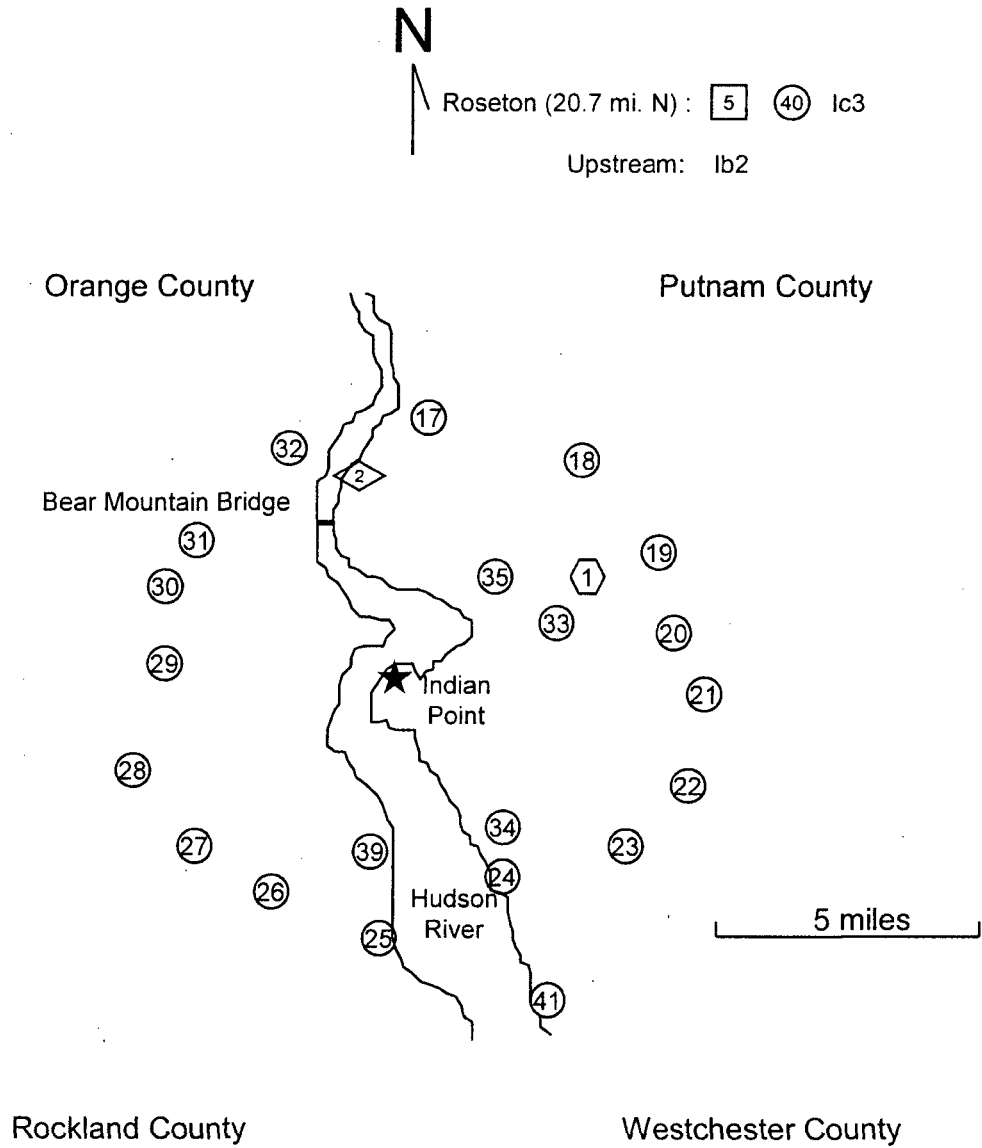 N
Roseton (20.7 mi. N) : 5 40 Ic3
Upstream: Ib2
Orange County
Putnam County
17
32
18
2
Bear Mountain Bridge
31
19
35
1
30
33
20
29
Indian
Point
21
28
22
34
27
39
23
24
26
Hudson
River
5 miles
25
41
Rockland County
Westchester County